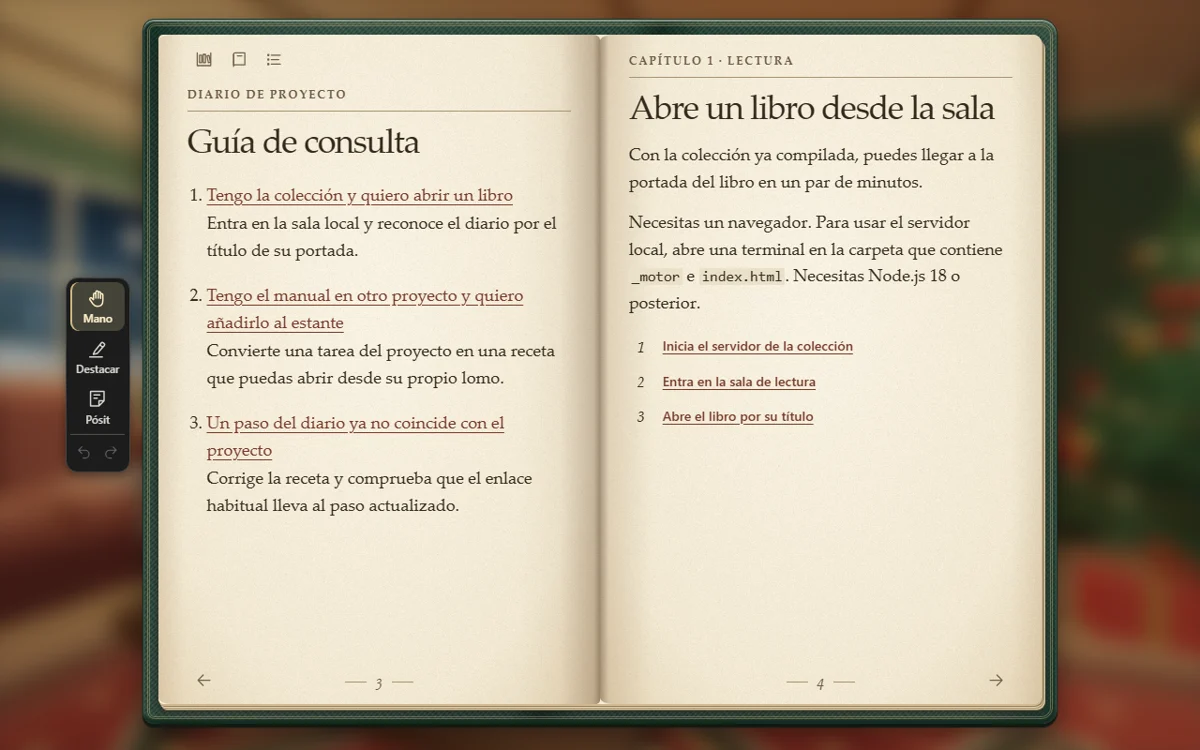 Mano
Destacar
Pósit
DIARIO DE PROYECTO
Guía de consulta
1. Tengo la colección y quiero abrir un libro
Entra en la sala local y reconoce el diario por el
título de su portada.
2. Tengo el manual en otro proyecto y quiero
añadirlo al estante
Convierte una tarea del proyecto en una receta
que puedas abrir desde su propio lomo.
3. Un paso del diario ya no coincide con el
proyecto
Corrige la receta y comprueba que el enlace
habitual lleva al paso actualizado.
3
CAPÍTULO 1 · LECTURA
Abre un libro desde la sala
Con la colección ya compilada, puedes llegar a la
portada del libro en un par de minutos.
Necesitas un navegador. Para usar el servidor
local, abre una terminal en la carpeta que contiene
_motor e index.html. Necesitas Node.js 18 o
posterior.
1 Inicia el servidor de la colección
2 Entra en la sala de lectura
3 Abre el libro por su título
4